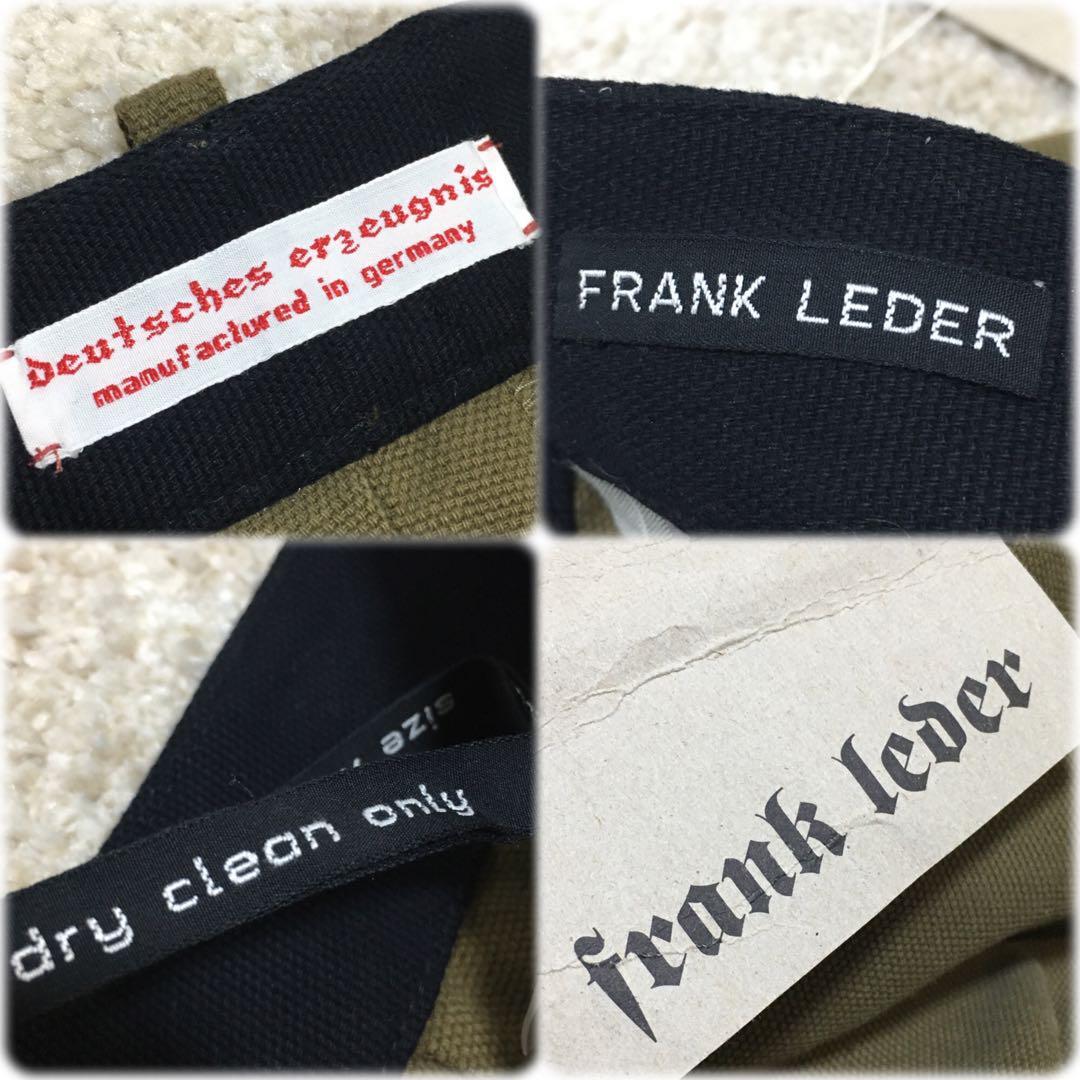 deutsches erzeugnis
manufactured in germany
FRANK LEDER
size
dry clean only
frank leder